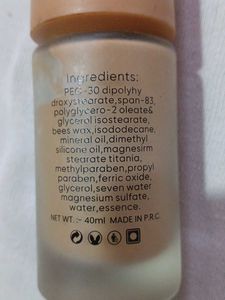 Ingredients:
PEG-30 dipolyhy
droxystearate,span-83,
polyglycero-2 oleate&
glycerol isostearate,
bees wax,isododecane,
mineral oil,dimethyl
silicone oil,magnesirm
stearate titania,
methylparaben,propyl
paraben,ferric oxide,
glycerol,seven water
magnesium sulfate,
water,essence.
NET WT.:- 40ml MADE IN P.R.C.